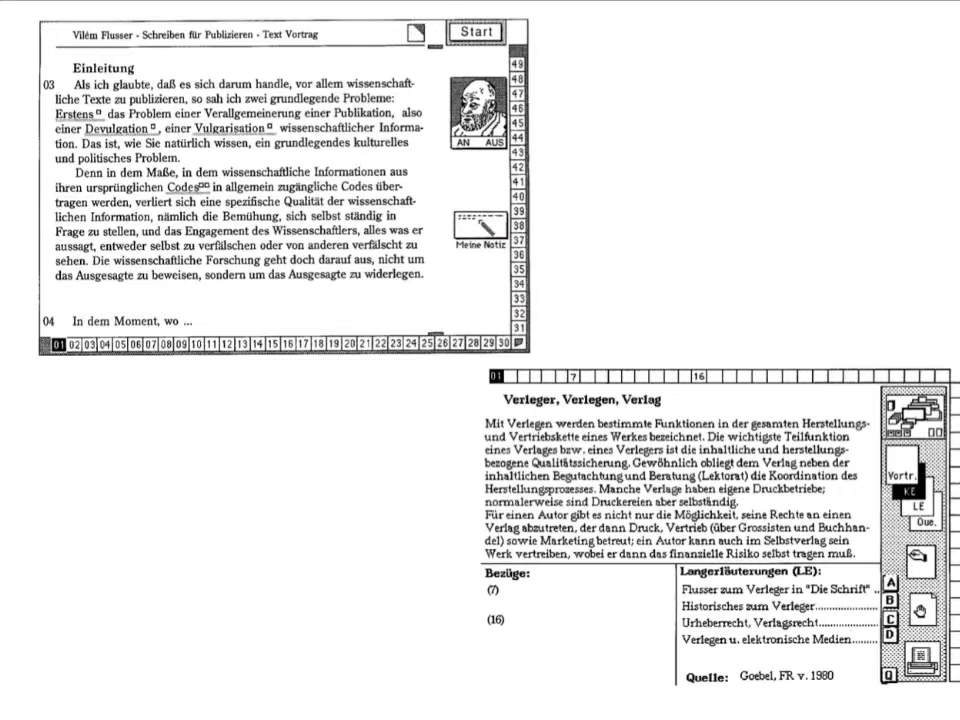 Vilém Flusser - Schreiben für Publizieren - Text Vortrag
Start
Einleitung
03 Als ich glaubte, daß es sich darum handle, vor allem wissenschaft-
liche Texte zu publizieren, so sah ich zwei grundlegende Probleme:
Erstens das Problem einer Verallgemeinerung einer Publikation, also
einer Devulgation, einer Vulgarisation wissenschaftlicher Informa-
tion. Das ist, wie Sie natürlich wissen, ein grundlegendes kulturelles
und politisches Problem.
Denn in dem Maße, in dem wissenschaftliche Informationen aus
ihren ursprünglichen Codes in allgemein zugängliche Codes über-
tragen werden, verliert sich eine spezifische Qualität der wissenschaft-
lichen Information, nämlich die Bemühung, sich selbst ständig in
Frage zu stellen, und das Engagement des Wissenschaftlers, alles was er
aussagt, entweder selbst zu verfälschen oder von anderen verfälscht zu
sehen. Die wissenschaftliche Forschung geht doch darauf aus, nicht um
das Ausgesagte zu beweisen, sondern um das Ausgesagte zu widerlegen.
04 In dem Moment, wo ...
AN AUS
Meine Notiz
49
48
47
46
45
44
43
42
41
40
39
38
37
36
35
34
33
32
31
01 02 03 04 05 06 07 08 09 10 11 12 13 14 15 16 17 18 19 20 21 22 23 24 25 26 27 28 29 30
01 7 16
Verleger, Verlegen, Verlag
Mit Verlegen werden bestimmte Funktionen in der gesamten Herstellungs-
und Vertriebskette eines Werkes bezeichnet. Die wichtigste Teilfunktion
eines Verlages bzw. eines Verlegers ist die inhaltliche und herstellungs-
bezogene Qualitätssicherung. Gewöhnlich obliegt dem Verlag neben der
inhaltlichen Begutachtung und Beratung (Lektorat) die Koordination des
Herstellungsprozesses. Manche Verlage haben eigene Druckbetriebe;
normalerweise sind Druckereien aber selbständig.
Für einen Autor gibt es nicht nur die Möglichkeit, seine Rechte an einen
Verlag abzutreten, der dann Druck, Vertrieb (über Grossisten und Buchhan-
del) sowie Marketing betreut; ein Autor kann auch im Selbstverlag sein
Werk vertreiben, wobei er dann das finanzielle Risiko selbst tragen muß.
Bezüge:
(7)
(16)
Langerläuterungen (LE):
Flusser zum Verleger in "Die Schrift" .. A
Historisches zum Verleger..................... B
Urheberrecht, Verlagsrecht..................... C
Verlegen u. elektronische Medien......... D
Quelle: Goebel, FR v. 1980 Q
Vortr.
KE
LE
Que.